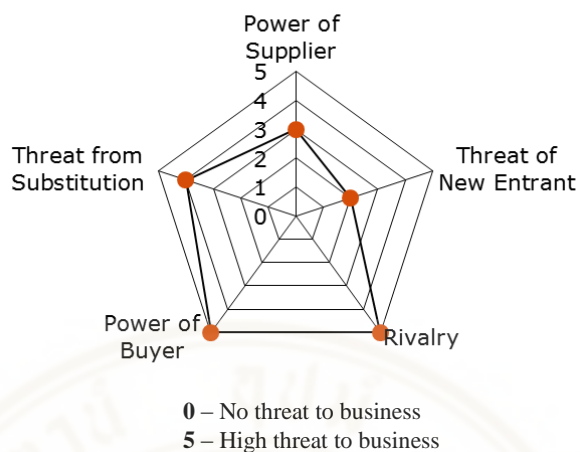 Power of
Supplier
5
4
3
2
1
0
Threat from
Substitution
Threat of
New Entrant
Power of
Buyer
Rivalry
0 – No threat to business
5 – High threat to business